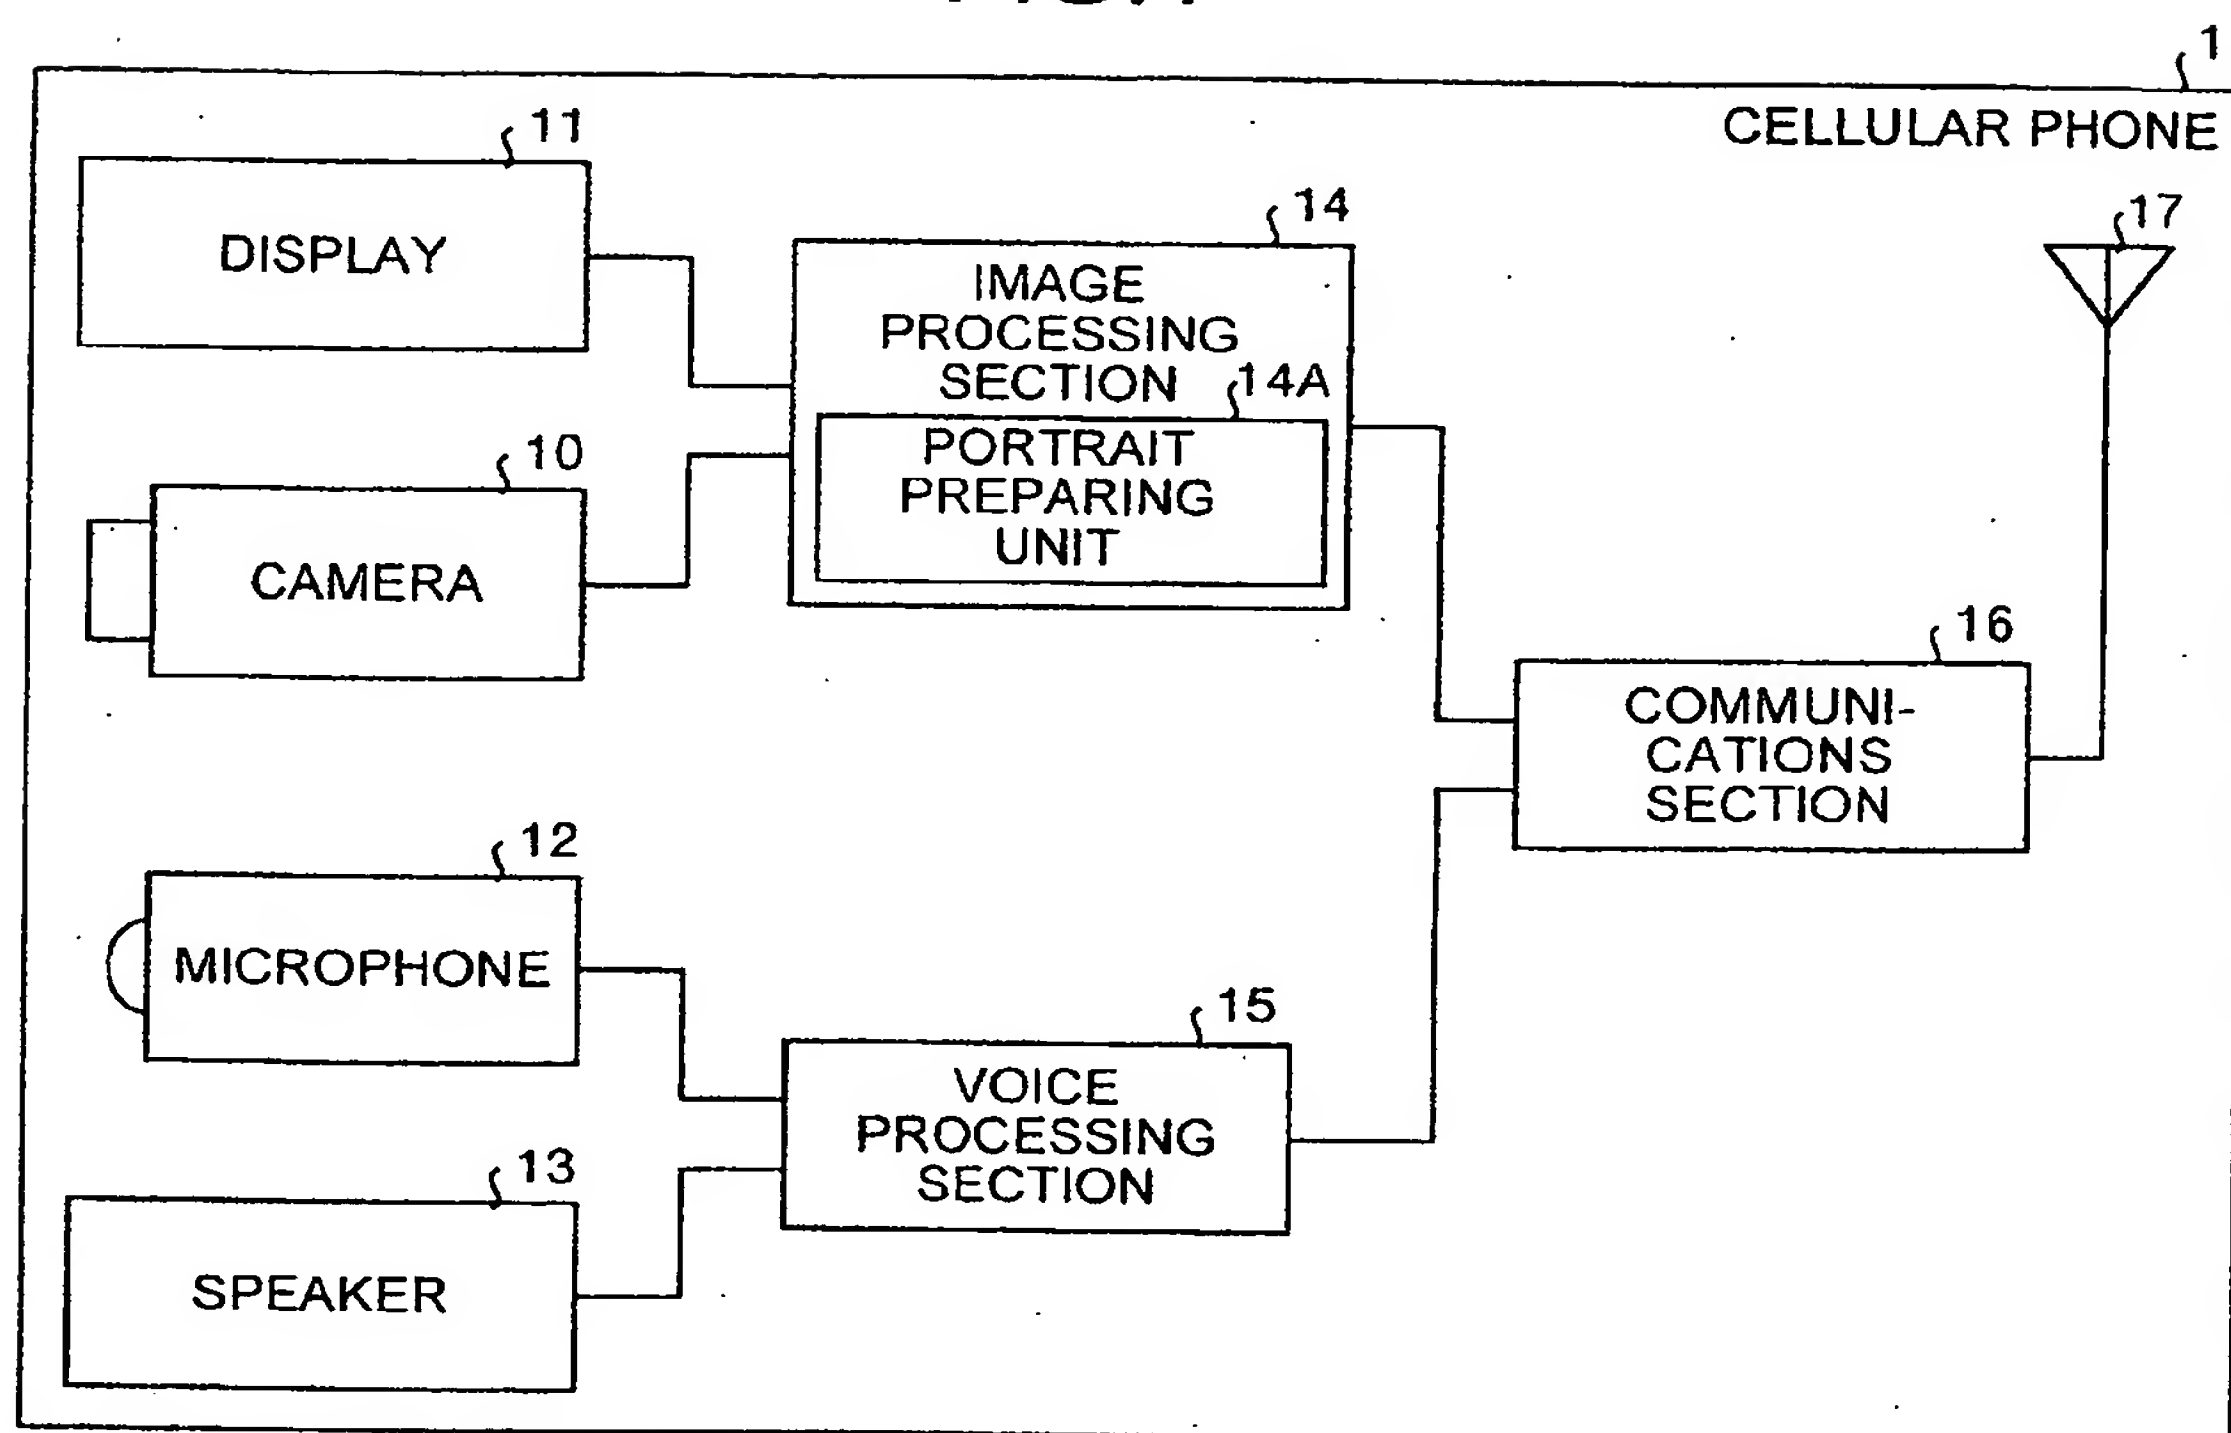 1
CELLULAR PHONE
11
DISPLAY
14
IMAGE
PROCESSING
SECTION
14A
PORTRAIT
PREPARING
UNIT
17
10
CAMERA
16
COMMUNI-
CATIONS
SECTION
12
MICROPHONE
15
VOICE
PROCESSING
SECTION
13
SPEAKER